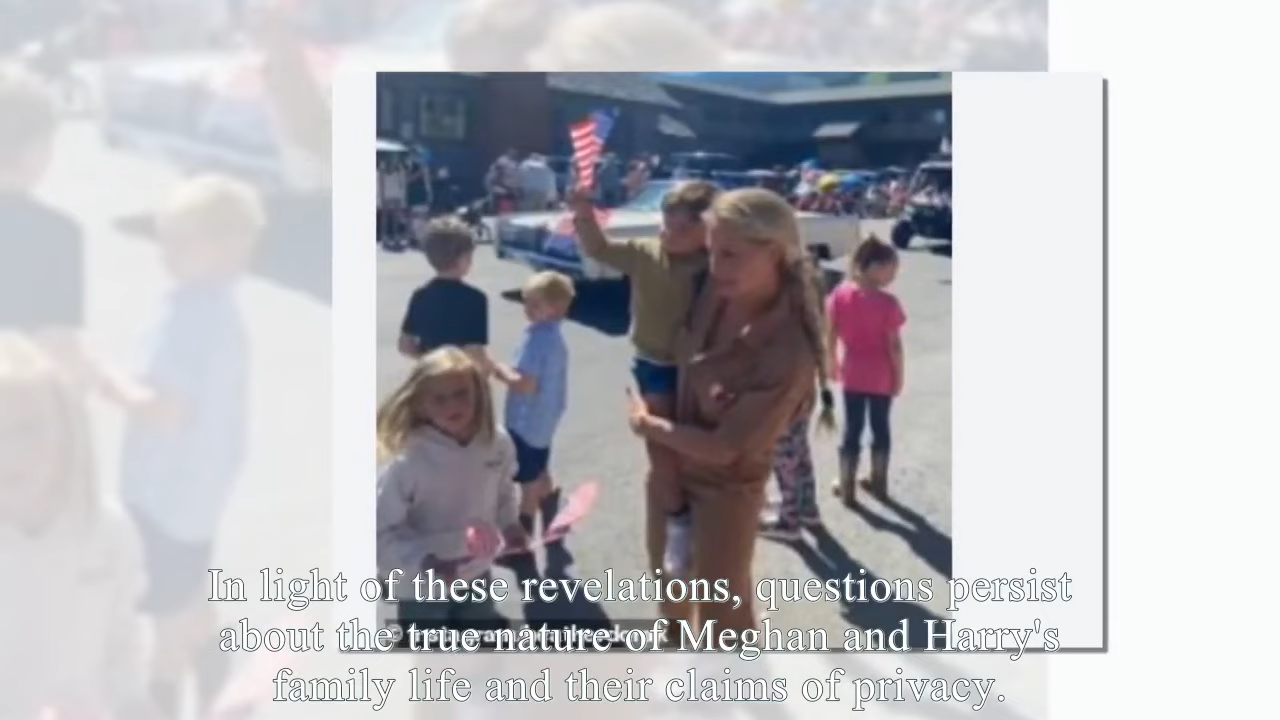 In light of these revelations, questions persist
about the true nature of Meghan and Harry's
family life and their claims of privacy.